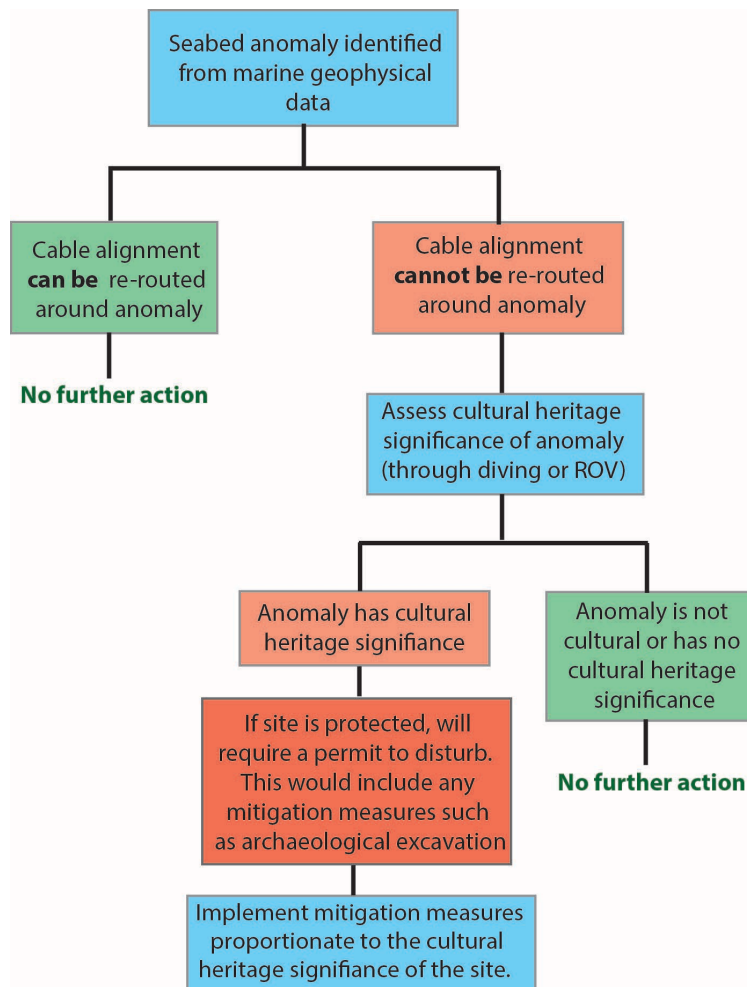 Seabed anomaly identified
from marine geophysical
data
Cable alignment
can be re-routed
around anomaly
Cable alignment
cannot be re-routed
around anomaly
No further action
Assess cultural heritage
significance of anomaly
(through diving or ROV)
Anomaly has cultural
heritage signifiance
Anomaly is not
cultural or has no
cultural heritage
significance
If site is protected, will
require a permit to disturb.
This would include any
mitigation measures such
as archaeological excavation
No further action
Implement mitigation measures
proportionate to the cultural
heritage signifiance of the site.